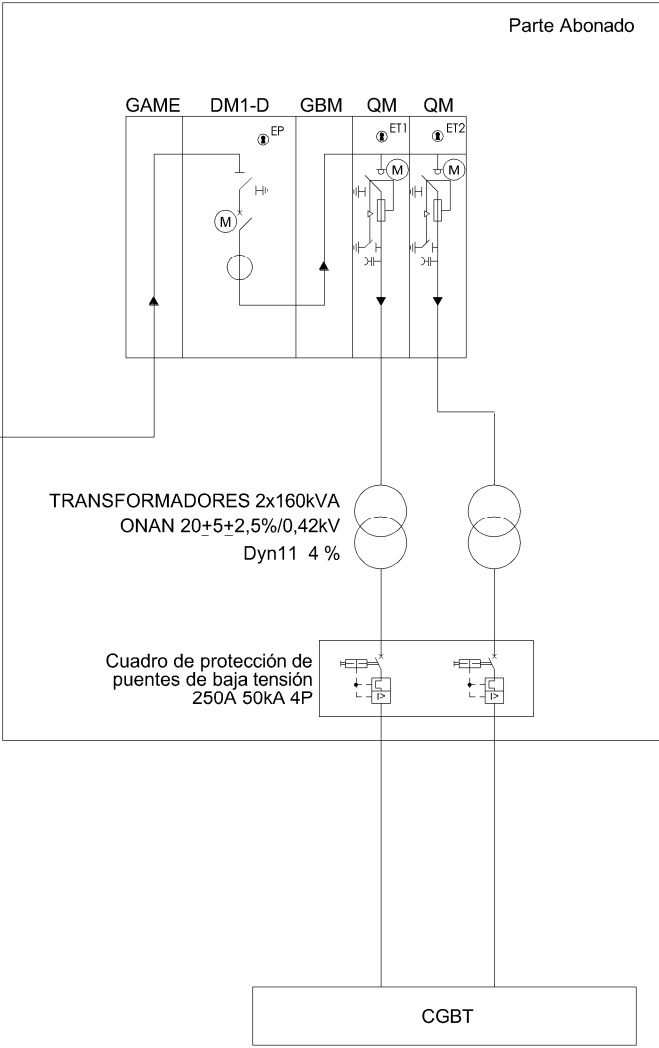 Parte Abonado
GAME DM1-D GBM QM QM
EP ET1 ET2
M M
M
TRANSFORMADORES 2x160kVA
ONAN 20±5±2,5%/0,42kV
Dyn11 4 %
Cuadro de protección de
puentes de baja tensión
250A 50kA 4P
I> I>
CGBT